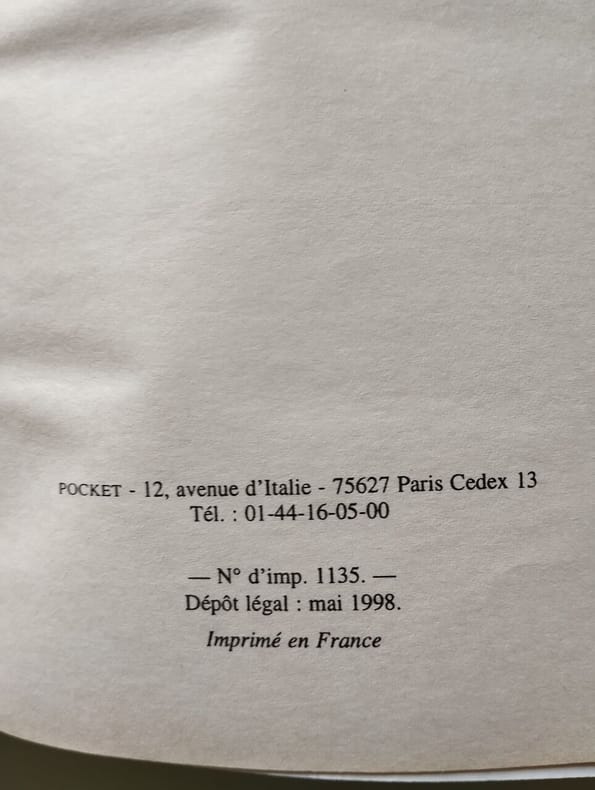 POCKET - 12, avenue d'Italie - 75627 Paris Cedex 13
Tél. : 01-44-16-05-00
— N° d'imp. 1135. —
Dépôt légal : mai 1998.
Imprimé en France